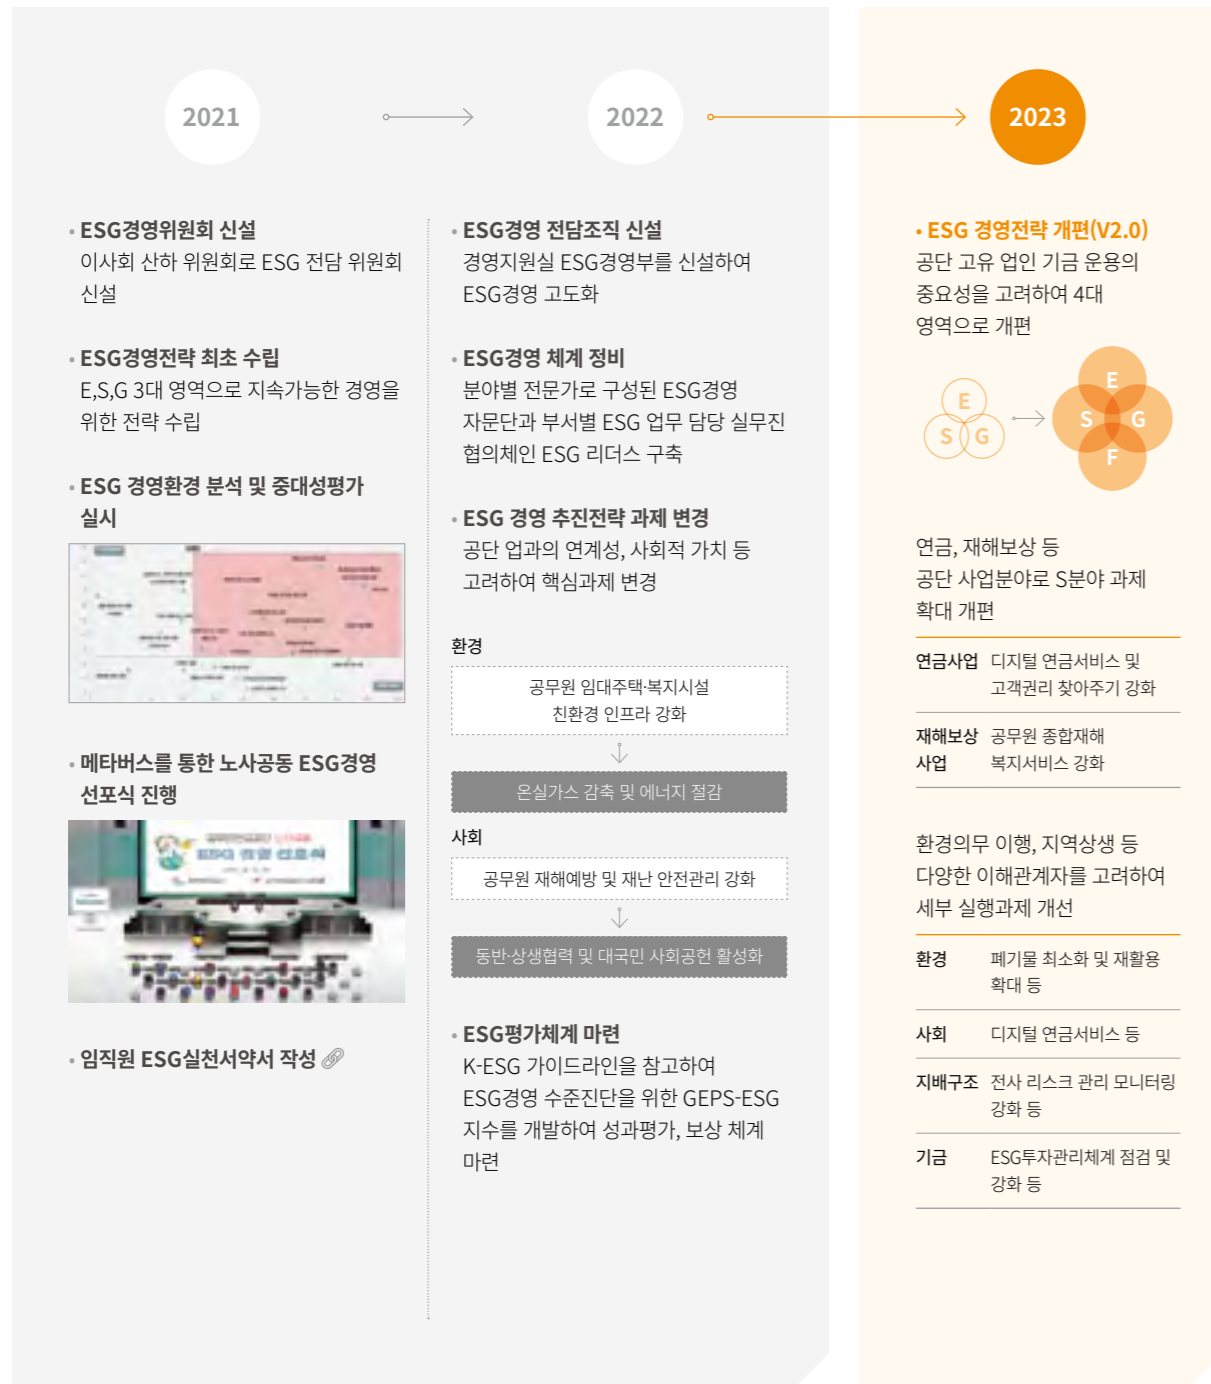 2021
• ESG경영위원회 신설
이사회 산하 위원회로 ESG 전담 위원회
신설
• ESG경영전략 최초 수립
E,S,G 3대 영역으로 지속가능한 경영을
위한 전략 수립
• ESG 경영환경 분석 및 중대성평가
실시
• 메타버스를 통한 노사공동 ESG경영
선포식 진행
ESG 경영 선포식
• 임직원 ESG실천서약서 작성
2022
• ESG경영 전담조직 신설
경영지원실 ESG경영부를 신설하여
ESG경영 고도화
• ESG경영 체계 정비
분야별 전문가로 구성된 ESG경영
자문단과 부서별 ESG 업무 담당 실무진
협의체인 ESG 리더스 구축
• ESG 경영 추진전략 과제 변경
공단 업과의 연계성, 사회적 가치 등
고려하여 핵심과제 변경
환경
공무원 임대주택·복지시설
친환경 인프라 강화
온실가스 감축 및 에너지 절감
사회
공무원 재해예방 및 재난 안전관리 강화
동반·상생협력 및 대국민 사회공헌 활성화
• ESG평가체계 마련
K-ESG 가이드라인을 참고하여
ESG경영 수준진단을 위한 GEPS-ESG
지수를 개발하여 성과평가, 보상 체계
마련
2023
• ESG 경영전략 개편(V2.0)
공단 고유 업인 기금 운용의
중요성을 고려하여 4대
영역으로 개편
E
S G
E
S G
F
연금, 재해보상 등
공단 사업분야로 S분야 과제
확대 개편
연금사업 디지털 연금서비스 및
고객권리 찾아주기 강화
재해보상 공무원 종합재해
사업 복지서비스 강화
환경의무 이행, 지역상생 등
다양한 이해관계자를 고려하여
세부 실행과제 개선
환경 폐기물 최소화 및 재활용
확대 등
사회 디지털 연금서비스 등
지배구조 전사 리스크 관리 모니터링
강화 등
기금 ESG투자관리체계 점검 및
강화 등